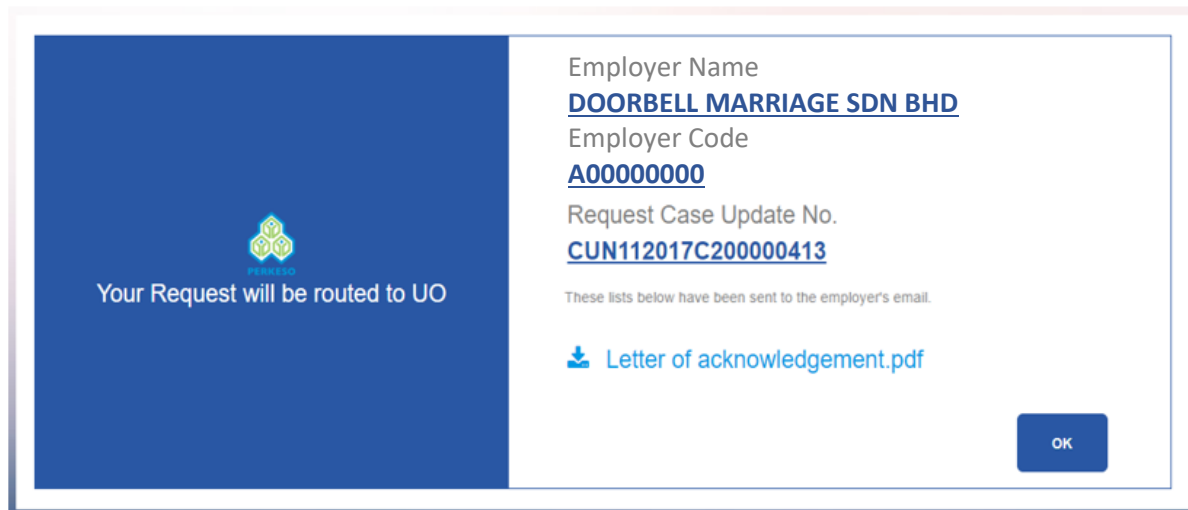 PERKESO
Your Request will be routed to UO
Employer Name
DOORBELL MARRIAGE SDN BHD
Employer Code
A00000000
Request Case Update No.
CUN112017C200000413
These lists below have been sent to the employer's email.
Letter of acknowledgement.pdf
OK